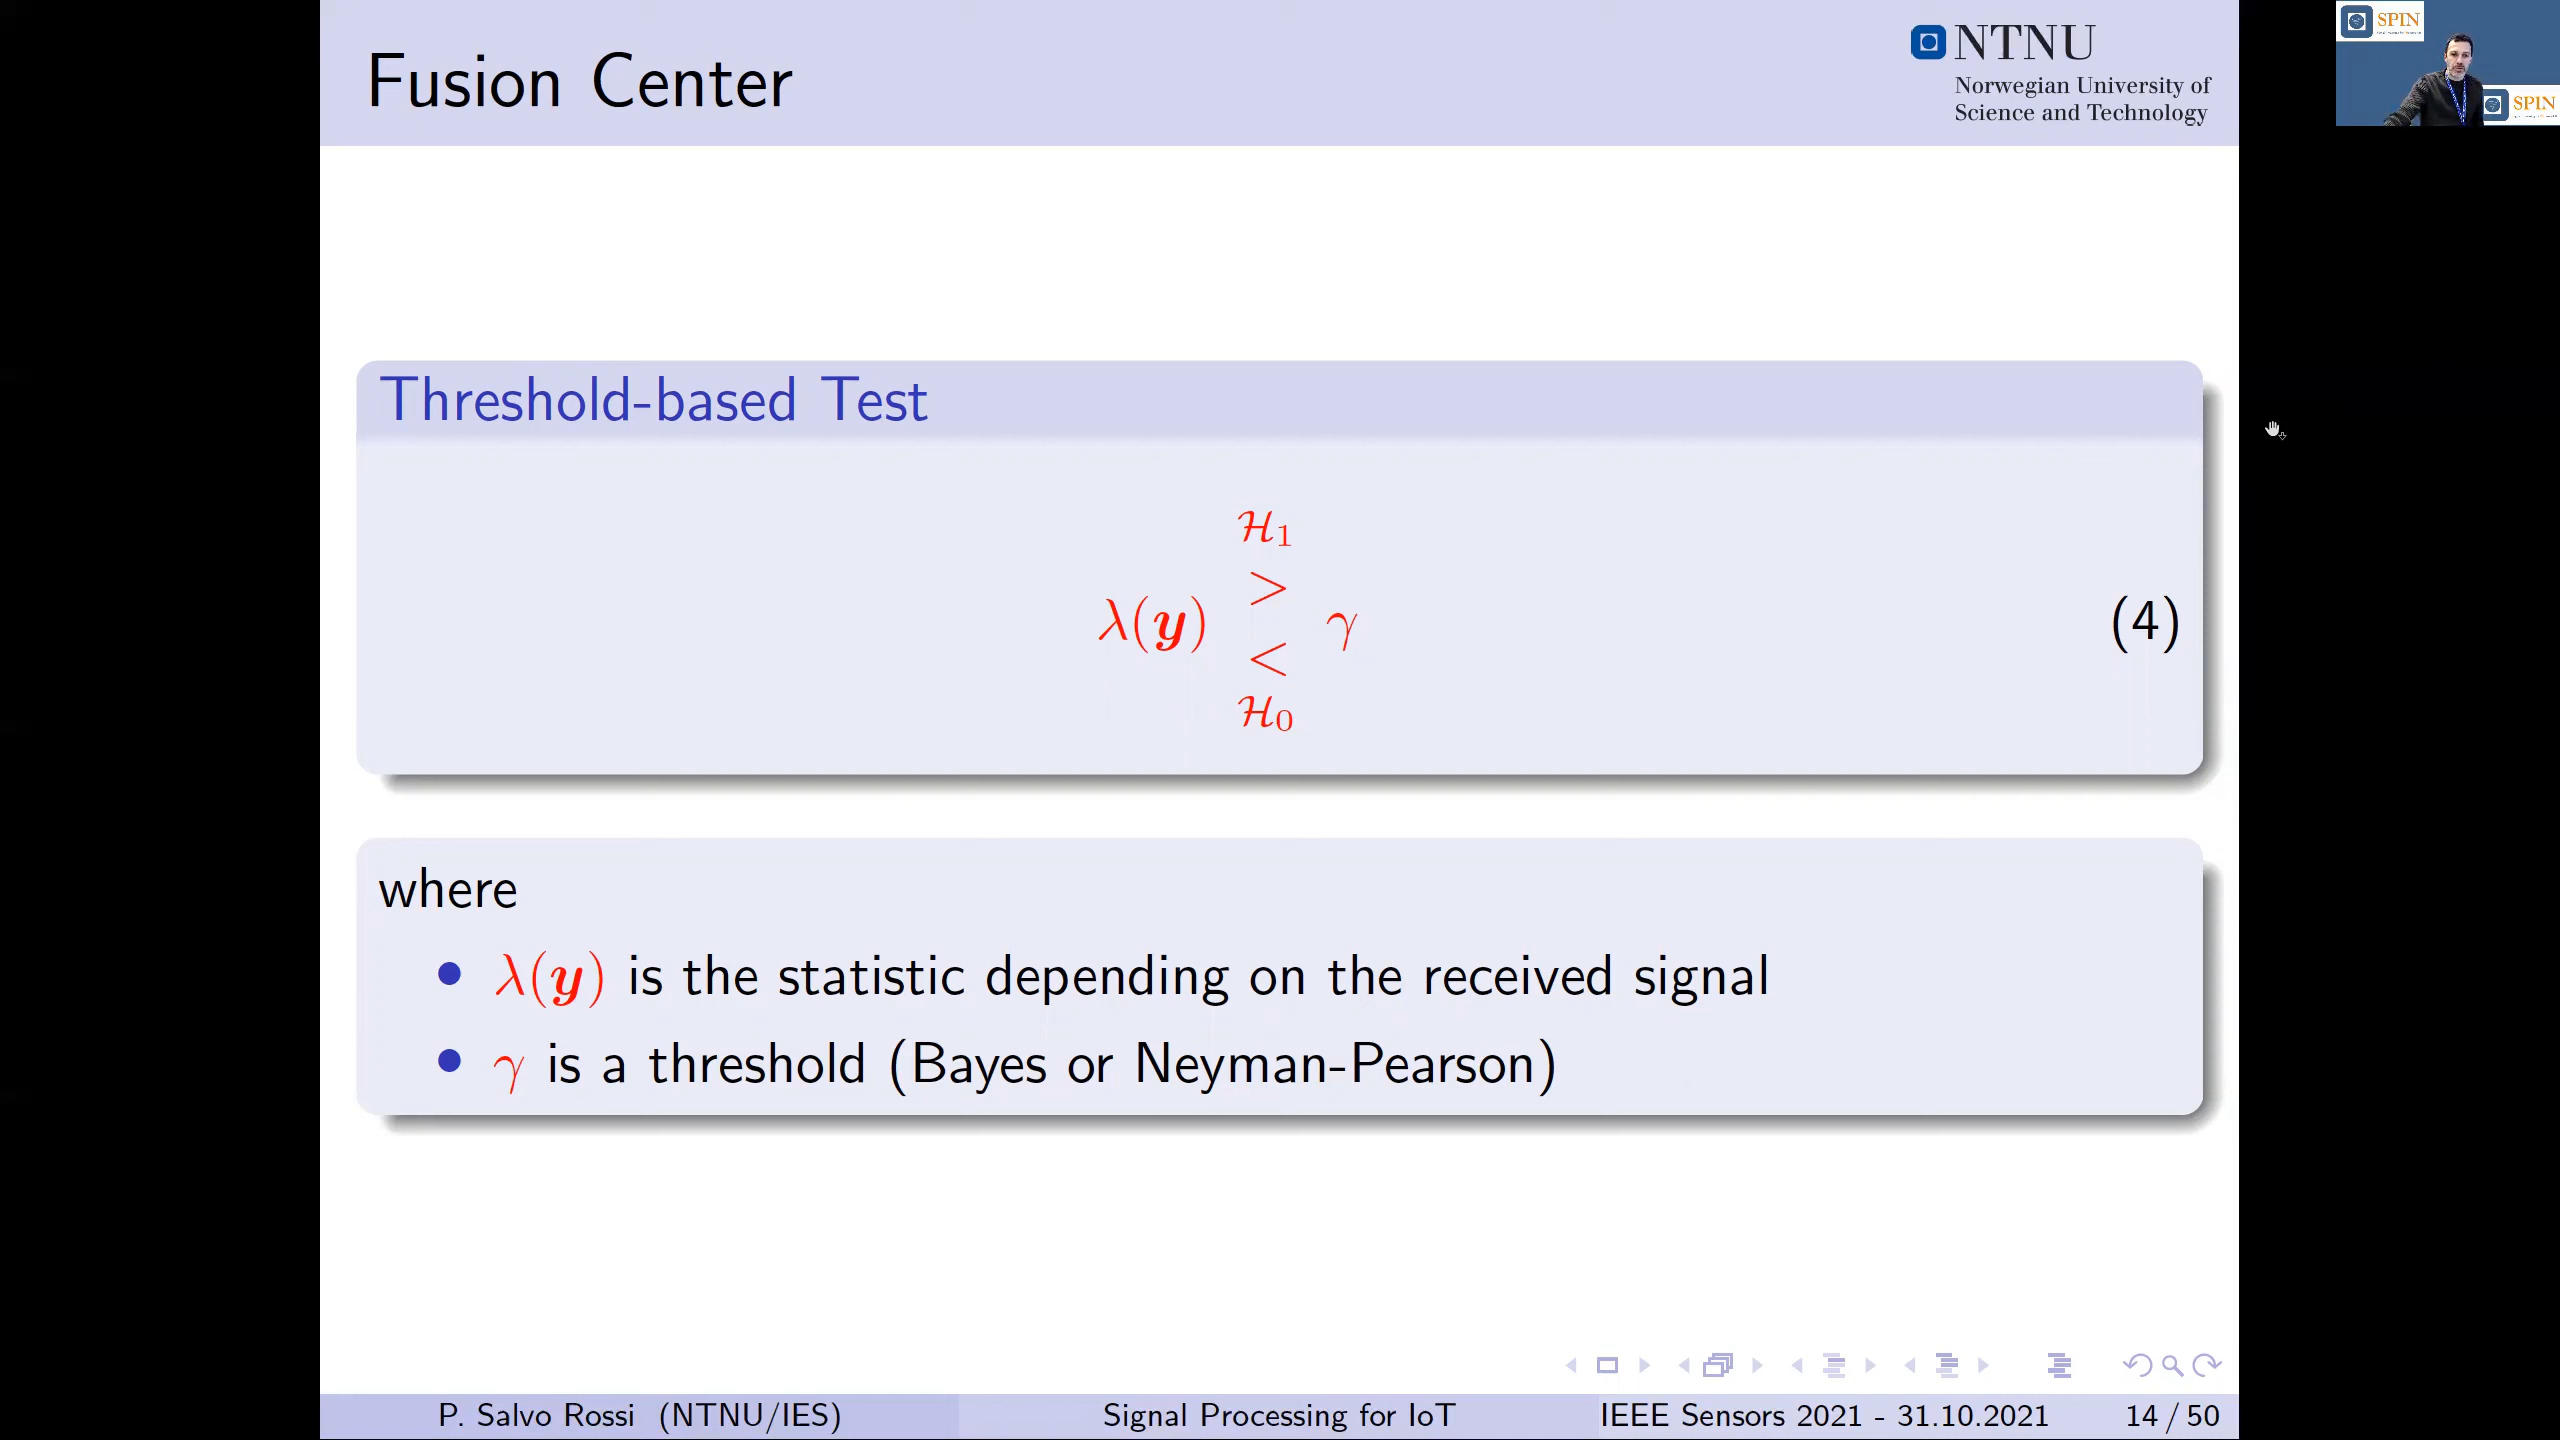 Fusion Center
NTNU
Norwegian University of
Science and Technology
SPIN
SPIN
Threshold-based Test
ℋ₁
>
λ(𝒚) γ (4)
<
ℋ₀
where
• λ(𝒚) is the statistic depending on the received signal
• γ is a threshold (Bayes or Neyman-Pearson)
P. Salvo Rossi (NTNU/IES) Signal Processing for IoT IEEE Sensors 2021 - 31.10.2021 14 / 50